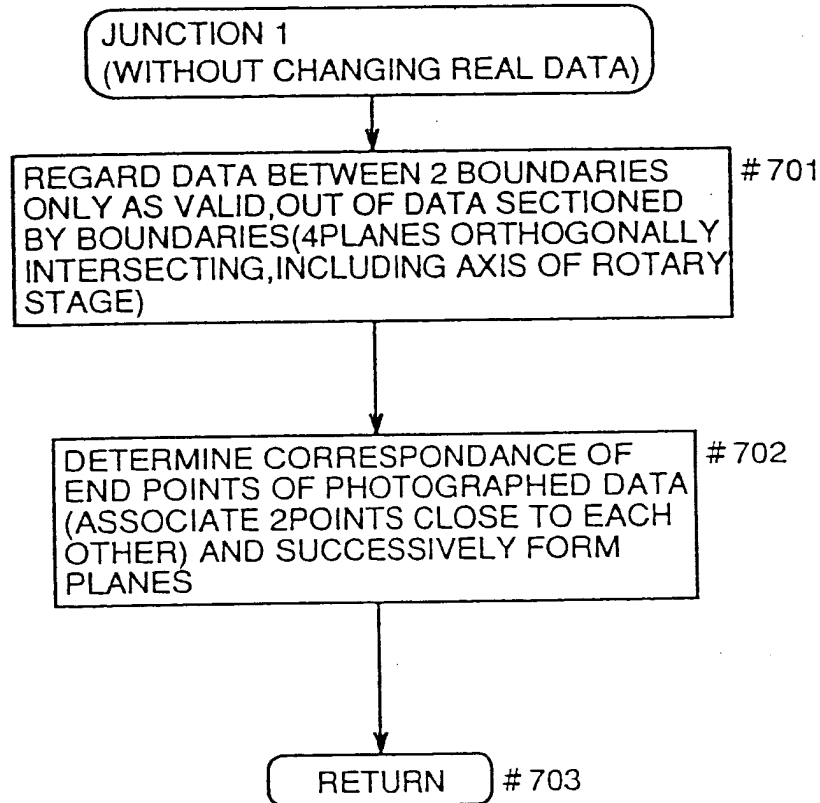 JUNCTION 1
(WITHOUT CHANGING REAL DATA)
REGARD DATA BETWEEN 2 BOUNDARIES #701
ONLY AS VALID,OUT OF DATA SECTIONED
BY BOUNDARIES(4PLANES ORTHOGONALLY
INTERSECTING,INCLUDING AXIS OF ROTARY
STAGE)
DETERMINE CORRESPONDANCE OF #702
END POINTS OF PHOTOGRAPHED DATA
(ASSOCIATE 2POINTS CLOSE TO EACH
OTHER) AND SUCCESSIVELY FORM
PLANES
RETURN #703